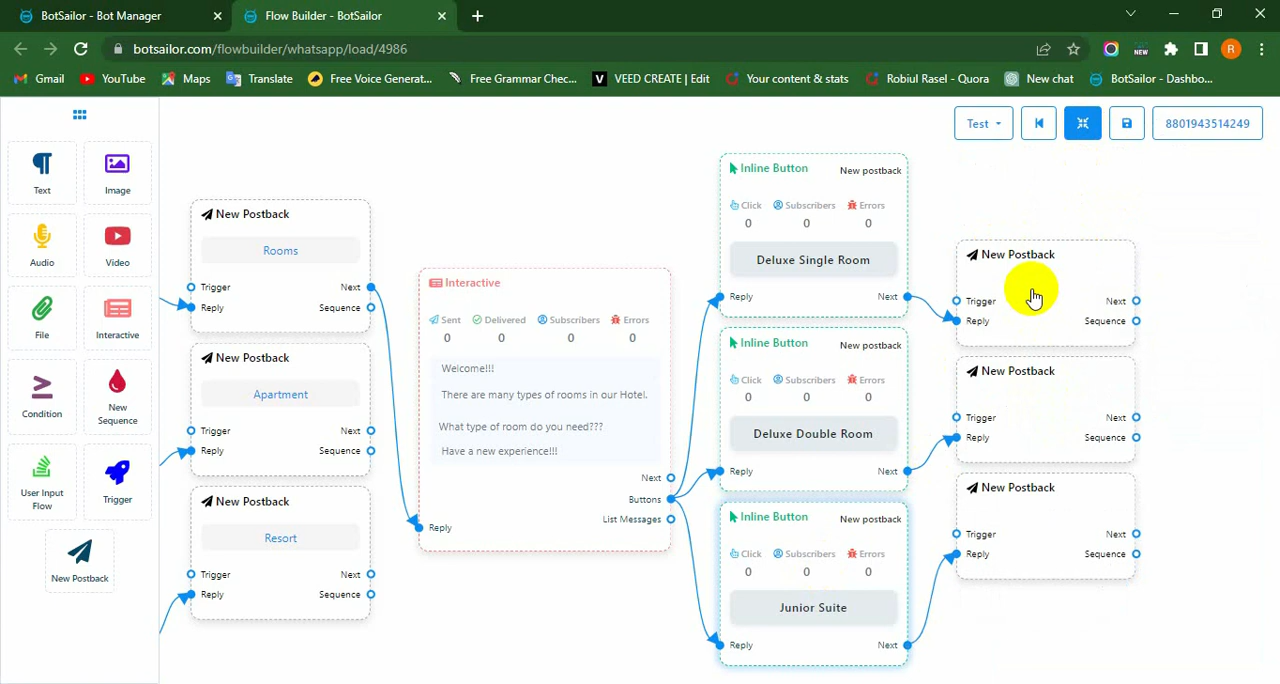 BotSailor - Bot Manager
Flow Builder - BotSailor
botsailor.com/flowbuilder/whatsapp/load/4986
R
Gmail
YouTube
Maps
Translate
Free Voice Generat...
Free Grammar Chec...
V VEED CREATE | Edit
Your content & stats
Robiul Rasel - Quora
New chat
BotSailor - Dashbo...
NEW
Test
8801943514249
Text
Image
Audio
Video
File
Interactive
Condition
New
Sequence
User Input
Flow
Trigger
New Postback
New Postback
Rooms
Trigger Next
Reply Sequence
New Postback
Apartment
Trigger Next
Reply Sequence
New Postback
Resort
Trigger Next
Reply Sequence
Interactive
Sent Delivered Subscribers Errors
0 0 0 0
Welcome!!!
There are many types of rooms in our Hotel.
What type of room do you need???
Have a new experience!!!
Next
Buttons
List Messages
Reply
Inline Button New postback
Click Subscribers Errors
0 0 0
Deluxe Single Room
Reply Next
Inline Button New postback
Click Subscribers Errors
0 0 0
Deluxe Double Room
Reply Next
Inline Button New postback
Click Subscribers Errors
0 0 0
Junior Suite
Reply Next
New Postback
Trigger Next
Reply Sequence
New Postback
Trigger Next
Reply Sequence
New Postback
Trigger Next
Reply Sequence